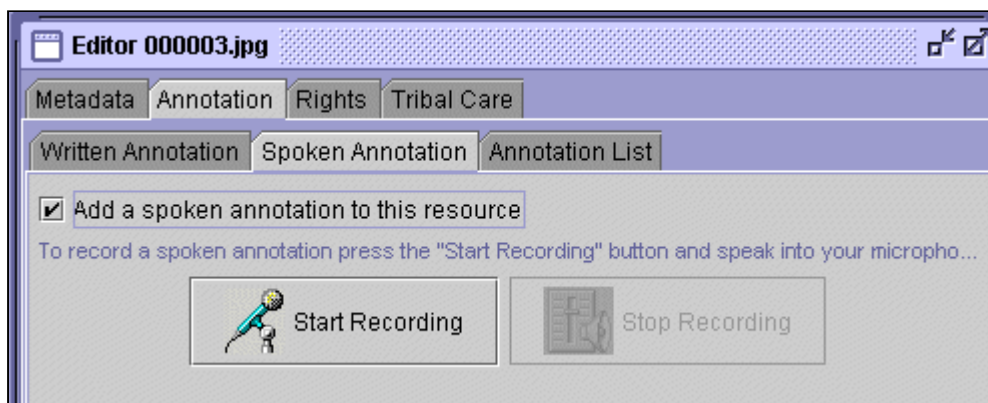 Editor 000003.jpg
Metadata Annotation Rights Tribal Care
Written Annotation Spoken Annotation Annotation List
Add a spoken annotation to this resource
To record a spoken annotation press the "Start Recording" button and speak into your micropho...
Start Recording Stop Recording